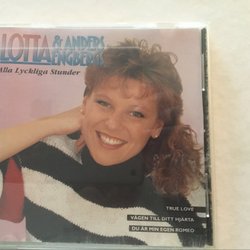 LOTTA & ANDERS ENGBERGS
Alla Lyckliga Stunder
TRUE LOVE
VÄGEN TILL DITT HJÄRTA
DU ÄR MIN EGEN ROMEO